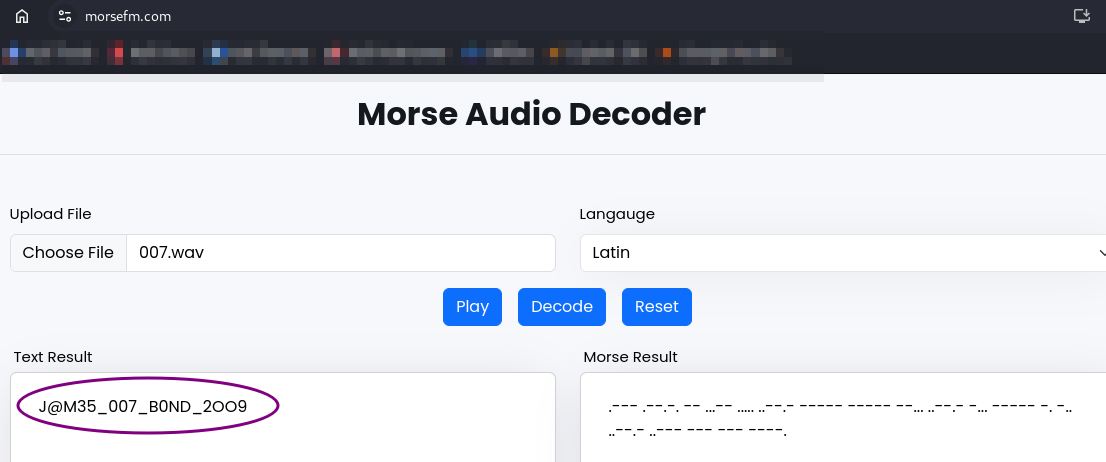 morsefm.com
Morse Audio Decoder
Upload File
Langauge
Choose File 007.wav
Latin
Play Decode Reset
Text Result
Morse Result
J@M35_007_B0ND_2OO9
.--- .--.-. -- ...-- ..... ..--.- ----- ----- --... ..--.- -... ----- -. -..
..--.- ..--- --- --- ----.